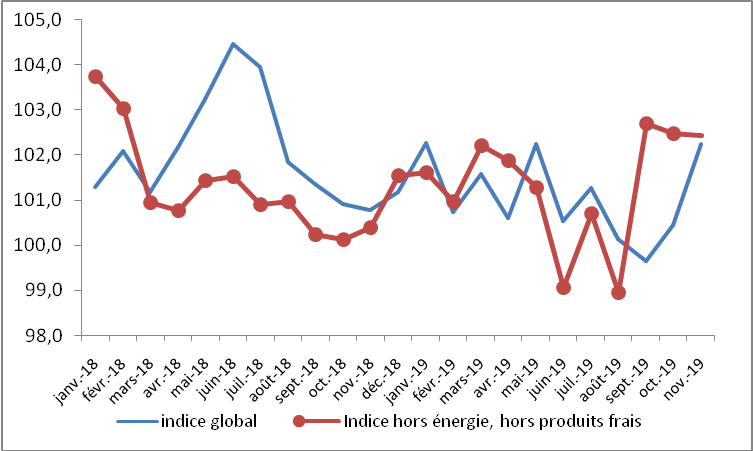 105,0
104,0
103,0
102,0
101,0
100,0
99,0
98,0
janv.-18
févr.-18
mars-18
avr.-18
mai-18
juin-18
juil.-18
août-18
sept.-18
oct.-18
nov.-18
déc.-18
janv.-19
févr.-19
mars-19
avr.-19
mai-19
juin-19
juil.-19
août-19
sept.-19
oct.-19
nov.-19
indice global
Indice hors énergie, hors produits frais